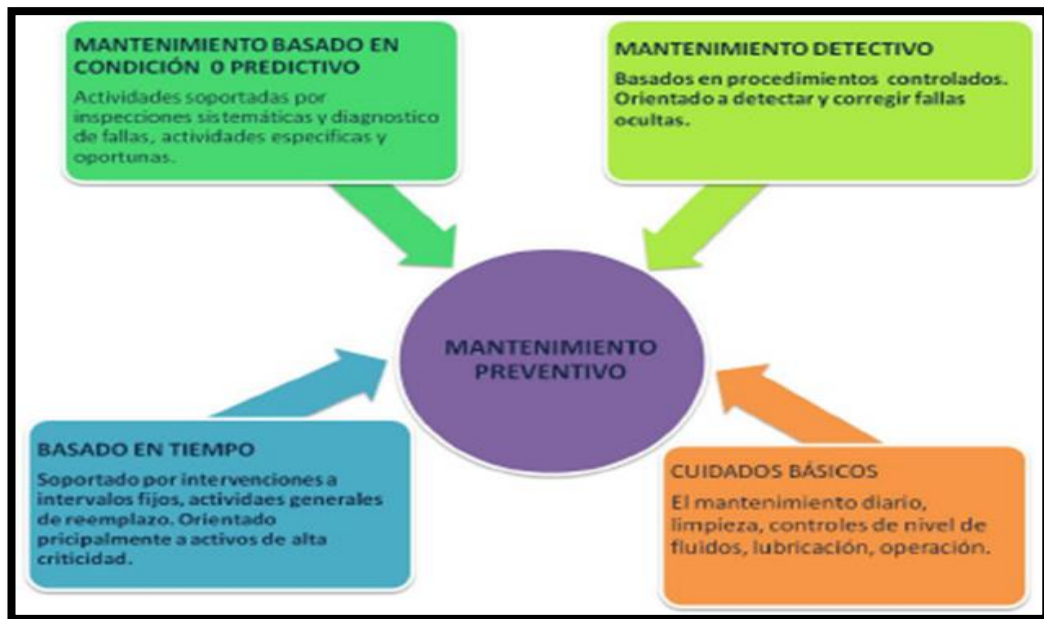 MANTENIMIENTO BASADO EN
CONDICIÓN 0 PREDICTIVO
Actividades soportadas por
inspecciones sistemáticas y diagnostico
de fallas, actividades específicas y
oportunas.
MANTENIMIENTO DETECTIVO
Basados en procedimientos controlados.
Orientado a detectar y corregir fallas
ocultas.
MANTENIMIENTO
PREVENTIVO
BASADO EN TIEMPO
Soportado por intervenciones a
intervalos fijos, actividaes generales
de reemplazo. Orientado
pricipalmente a activos de alta
criticidad.
CUIDADOS BÁSICOS
El mantenimiento diario,
limpieza, controles de nivel de
fluidos, lubricación, operación.